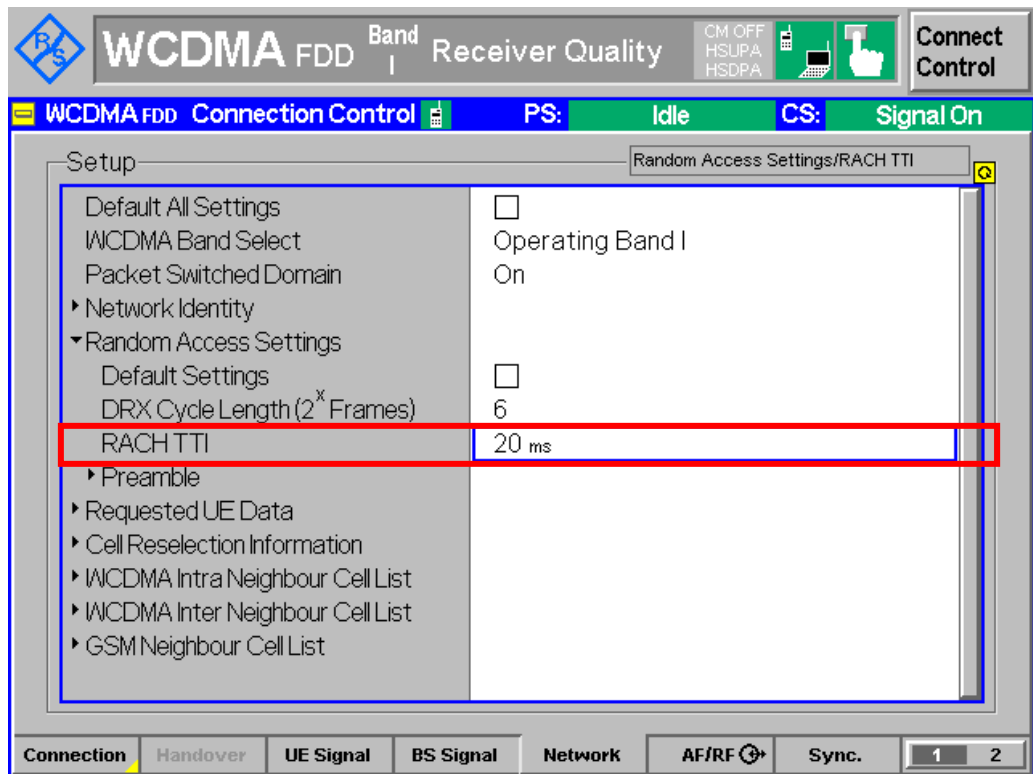 R&S WCDMA FDD Band I Receiver Quality CM OFF HSUPA HSDPA Connect Control
WCDMA FDD Connection Control PS: Idle CS: Signal On
Setup Random Access Settings/RACH TTI
Default All Settings
WCDMA Band Select Operating Band I
Packet Switched Domain On
Network Identity
Random Access Settings
Default Settings
DRX Cycle Length (2^X Frames) 6
RACH TTI 20 ms
Preamble
Requested UE Data
Cell Reselection Information
WCDMA Intra Neighbour Cell List
WCDMA Inter Neighbour Cell List
GSM Neighbour Cell List
Connection Handover UE Signal BS Signal Network AF/RF Sync. 1 2